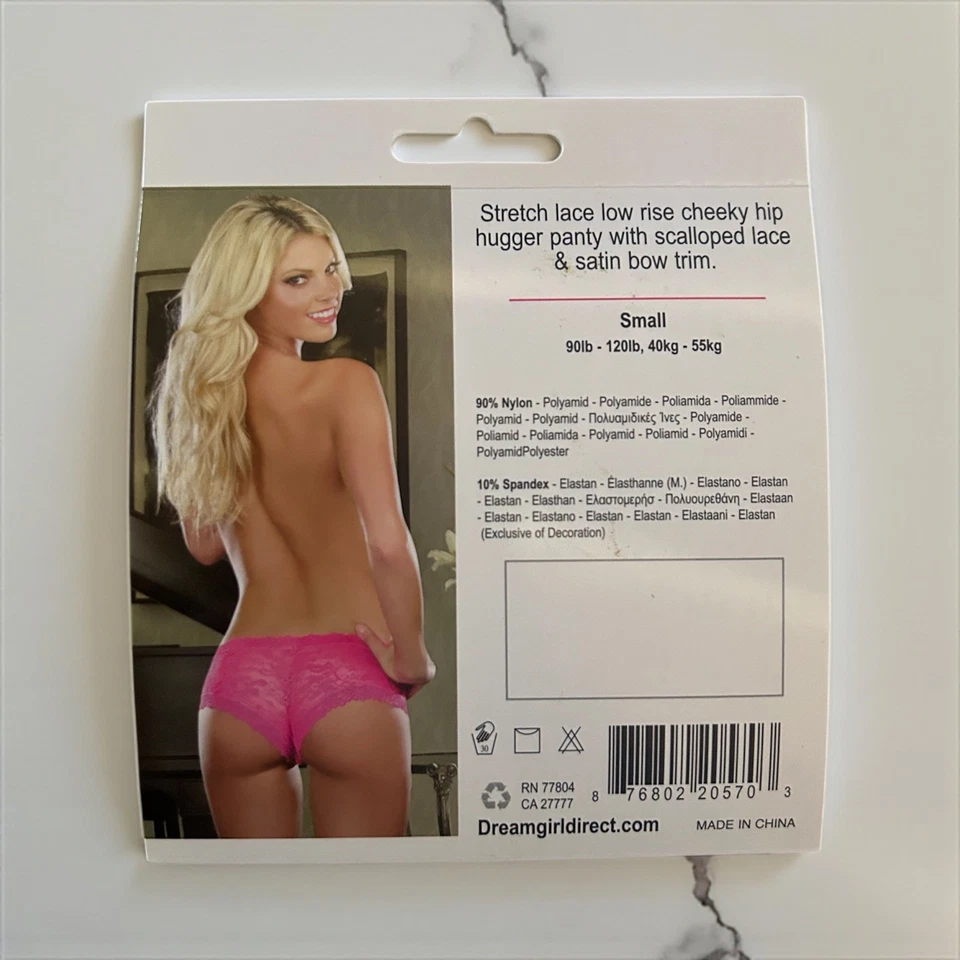 Stretch lace low rise cheeky hip
hugger panty with scalloped lace
& satin bow trim.
Small
90lb - 120lb, 40kg - 55kg
90% Nylon - Polyamid - Polyamide - Poliamida - Poliammide -
Polyamid - Polyamid - Πολυαμιδικές Ίνες - Polyamide -
Poliamid - Poliamida - Polyamid - Poliamid - Polyamidi -
PolyamidPolyester
10% Spandex - Elastan - Élasthanne (M.) - Elastano - Elastan
- Elastan - Elasthan - Ελαστομερήσ - Πολυουρεθάνη - Elastaan
- Elastan - Elastano - Elastan - Elastan - Elastaani - Elastan
(Exclusive of Decoration)
30
RN 77804
CA 27777
8 76802 20570 3
Dreamgirldirect.com
MADE IN CHINA